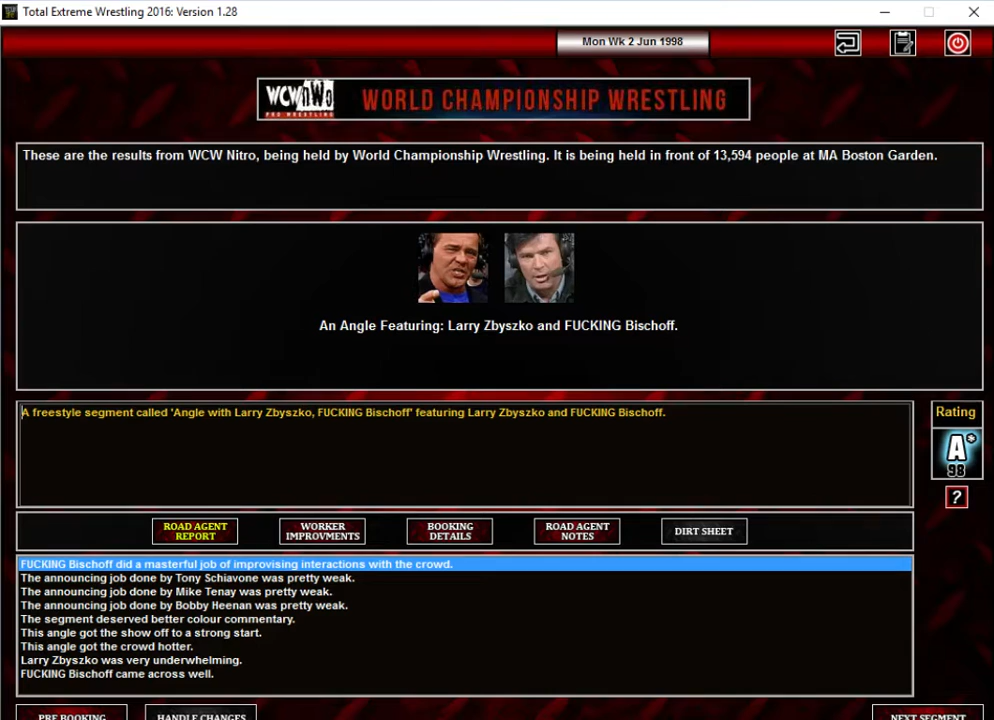 Total Extreme Wrestling 2016: Version 1.28
Mon Wk 2 Jun 1998
WCW nWo
PRO WRESTLING
WORLD CHAMPIONSHIP WRESTLING
These are the results from WCW Nitro, being held by World Championship Wrestling. It is being held in front of 13,594 people at MA Boston Garden.
An Angle Featuring: Larry Zbyszko and FUCKING Bischoff.
A freestyle segment called 'Angle with Larry Zbyszko, FUCKING Bischoff' featuring Larry Zbyszko and FUCKING Bischoff.
Rating
A*
98
?
ROAD AGENT REPORT
WORKER IMPROVMENTS
BOOKING DETAILS
ROAD AGENT NOTES
DIRT SHEET
FUCKING Bischoff did a masterful job of improvising interactions with the crowd.
The announcing job done by Tony Schiavone was pretty weak.
The announcing job done by Mike Tenay was pretty weak.
The announcing job done by Bobby Heenan was pretty weak.
The segment deserved better colour commentary.
This angle got the show off to a strong start.
This angle got the crowd hotter.
Larry Zbyszko was very underwhelming.
FUCKING Bischoff came across well.
PRE BOOKING
HANDLE CHANGES
NEXT SEGMENT